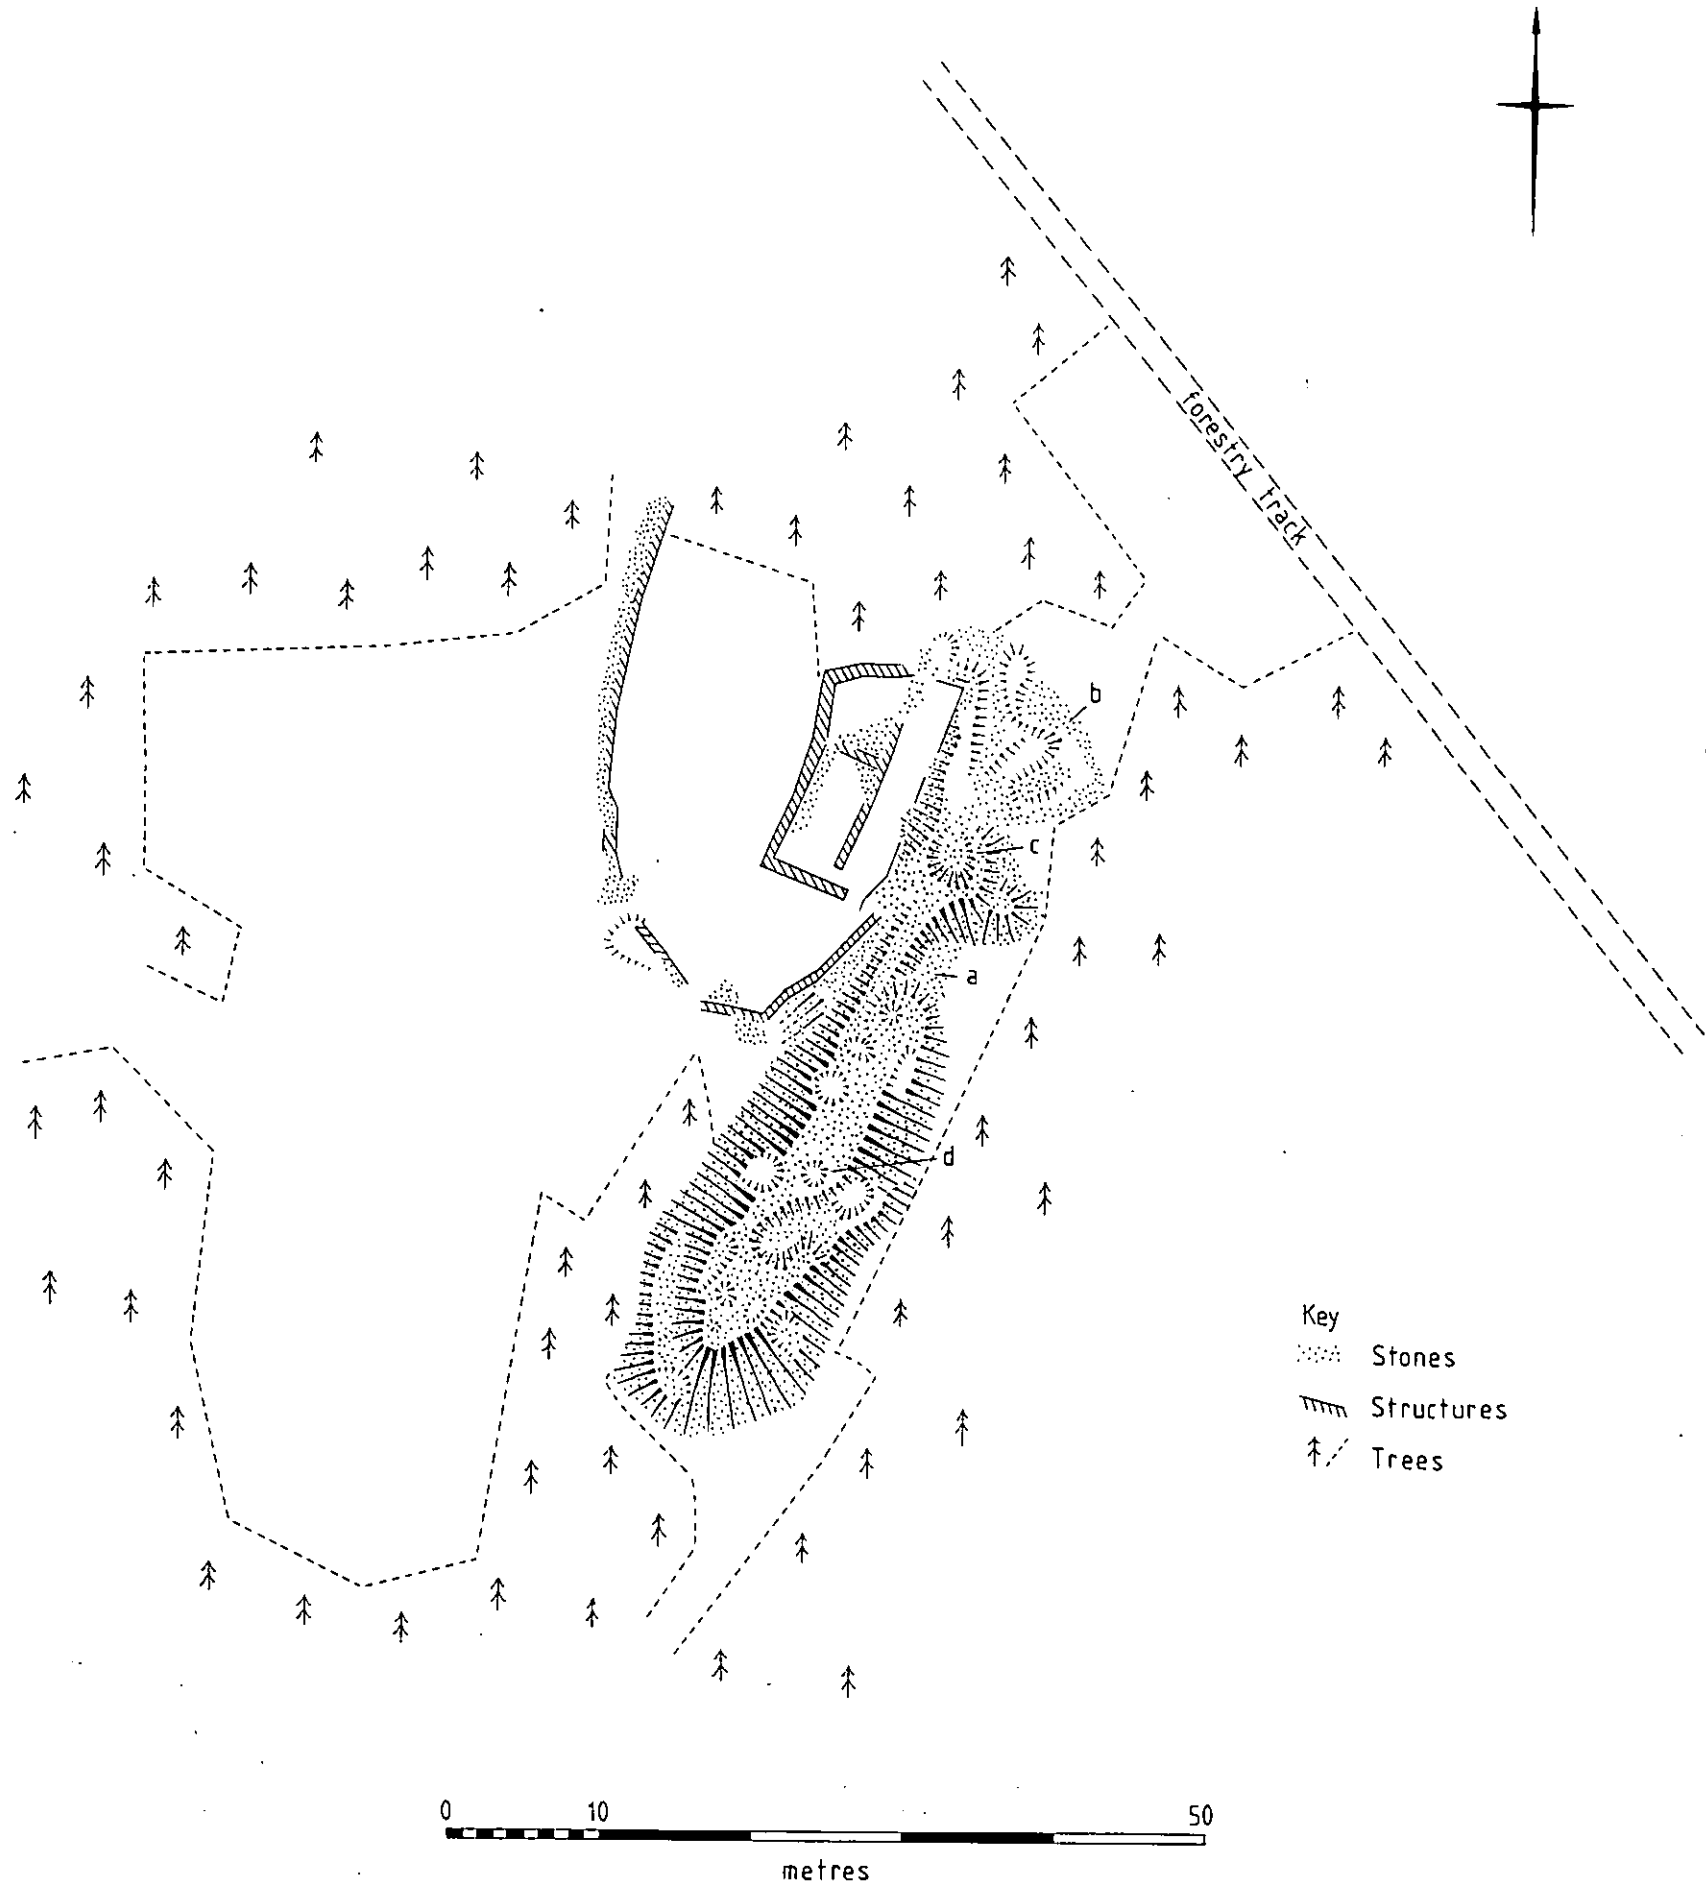 forestry track
b
c
a
d
Key
Stones
Structures
Trees
0 10 50
metres